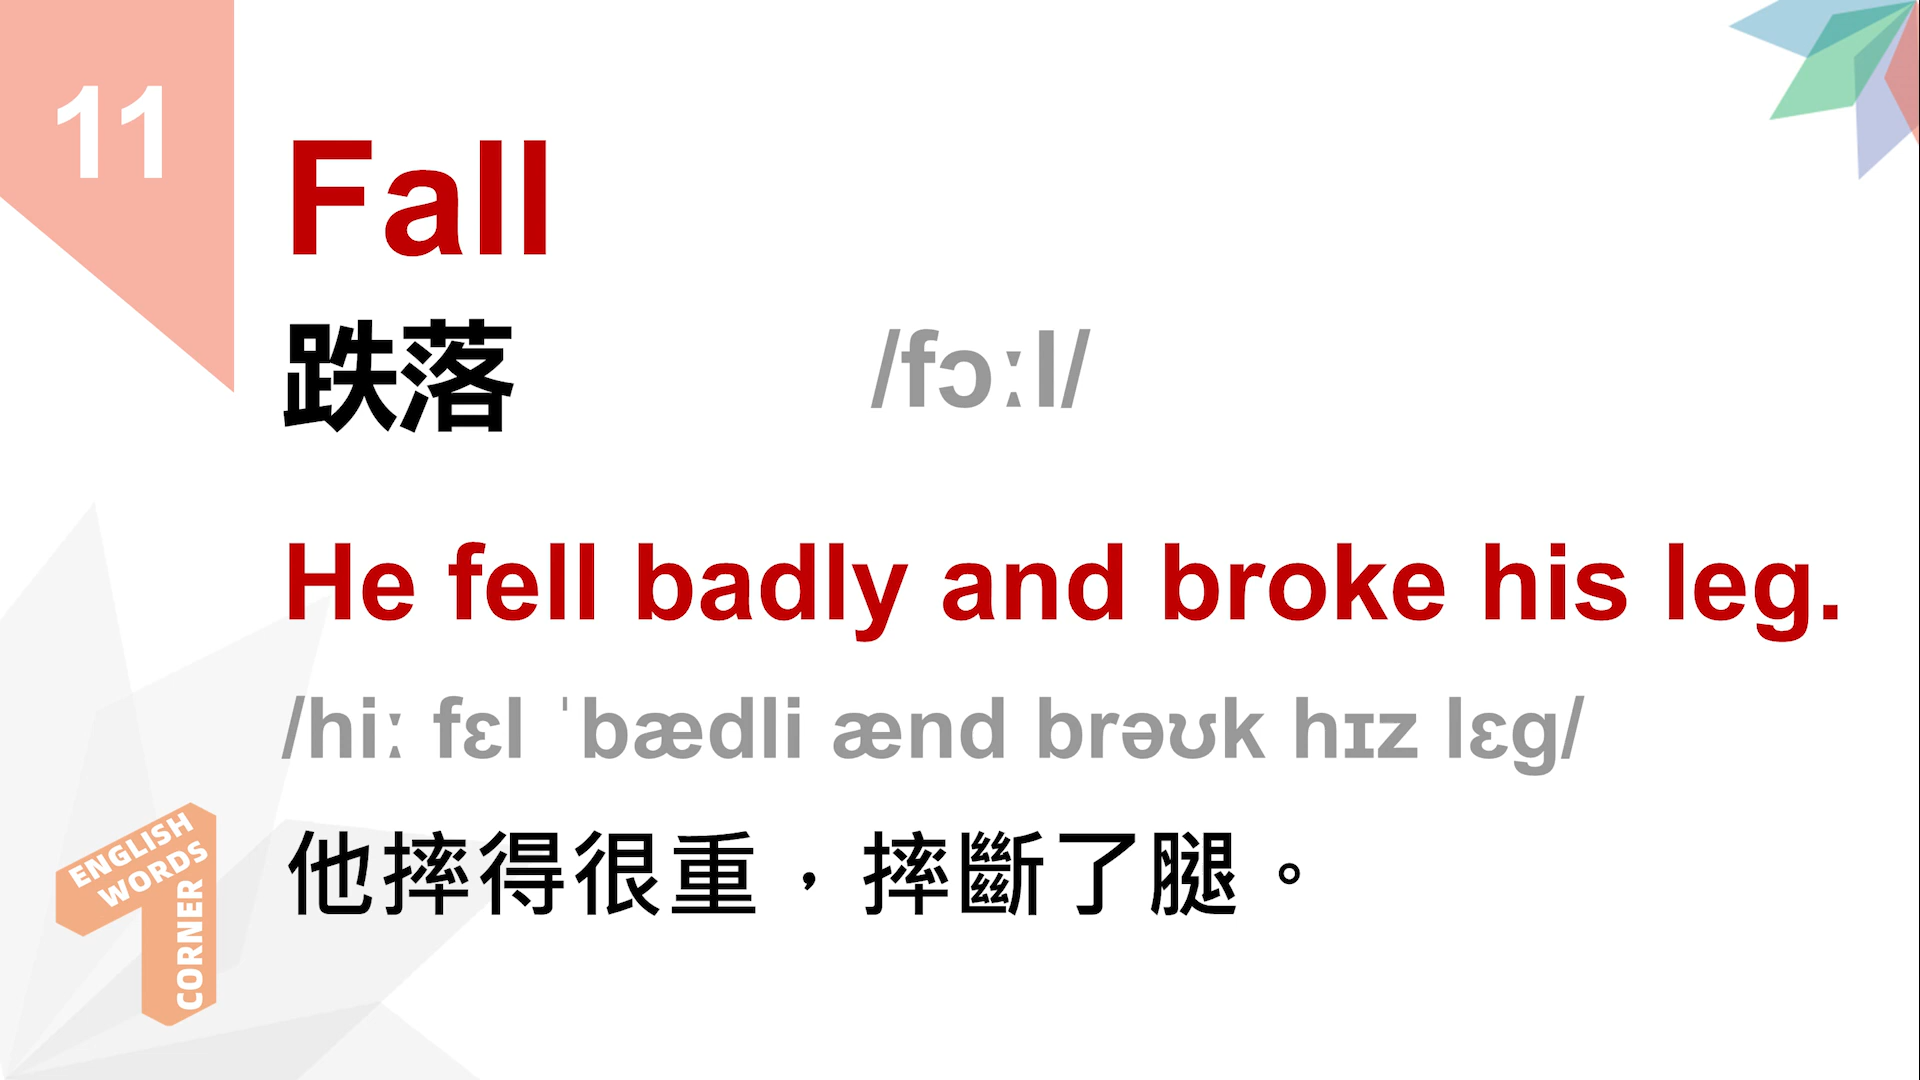 11
Fall
跌落
/fɔːl/
He fell badly and broke his leg.
/hiː fɛl ˈbædli ænd brəʊk hɪz lɛg/
他摔得很重，摔斷了腿。
ENGLISH
WORDS
CORNER